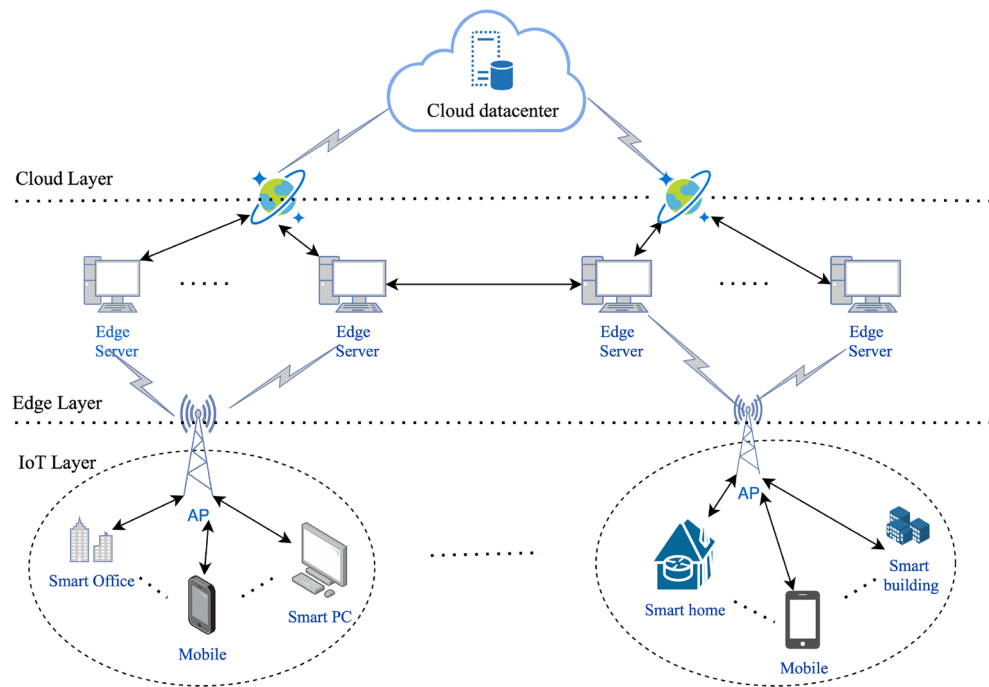 Cloud datacenter
Cloud Layer
Edge
Server
Edge
Server
Edge
Server
Edge
Server
Edge Layer
IoT Layer
AP
AP
Smart Office
Smart PC
Mobile
Smart home
Smart
building
Mobile